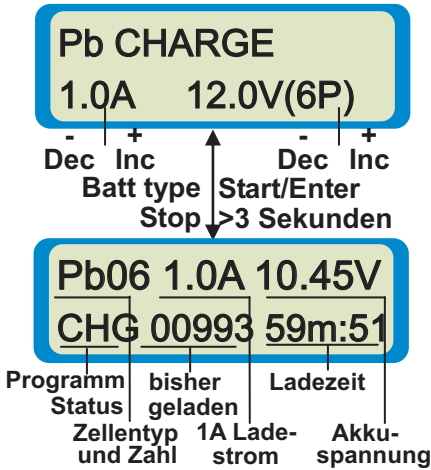 Pb CHARGE
1.0A 12.0V(6P)
- + - +
Dec Inc Dec Inc
Batt type Start/Enter
Stop >3 Sekunden
Pb06 1.0A 10.45V
CHG 00993 59m:51
Programm bisher Ladezeit
Status geladen
Zellentyp 1A Lade- Akku-
und Zahl strom spannung